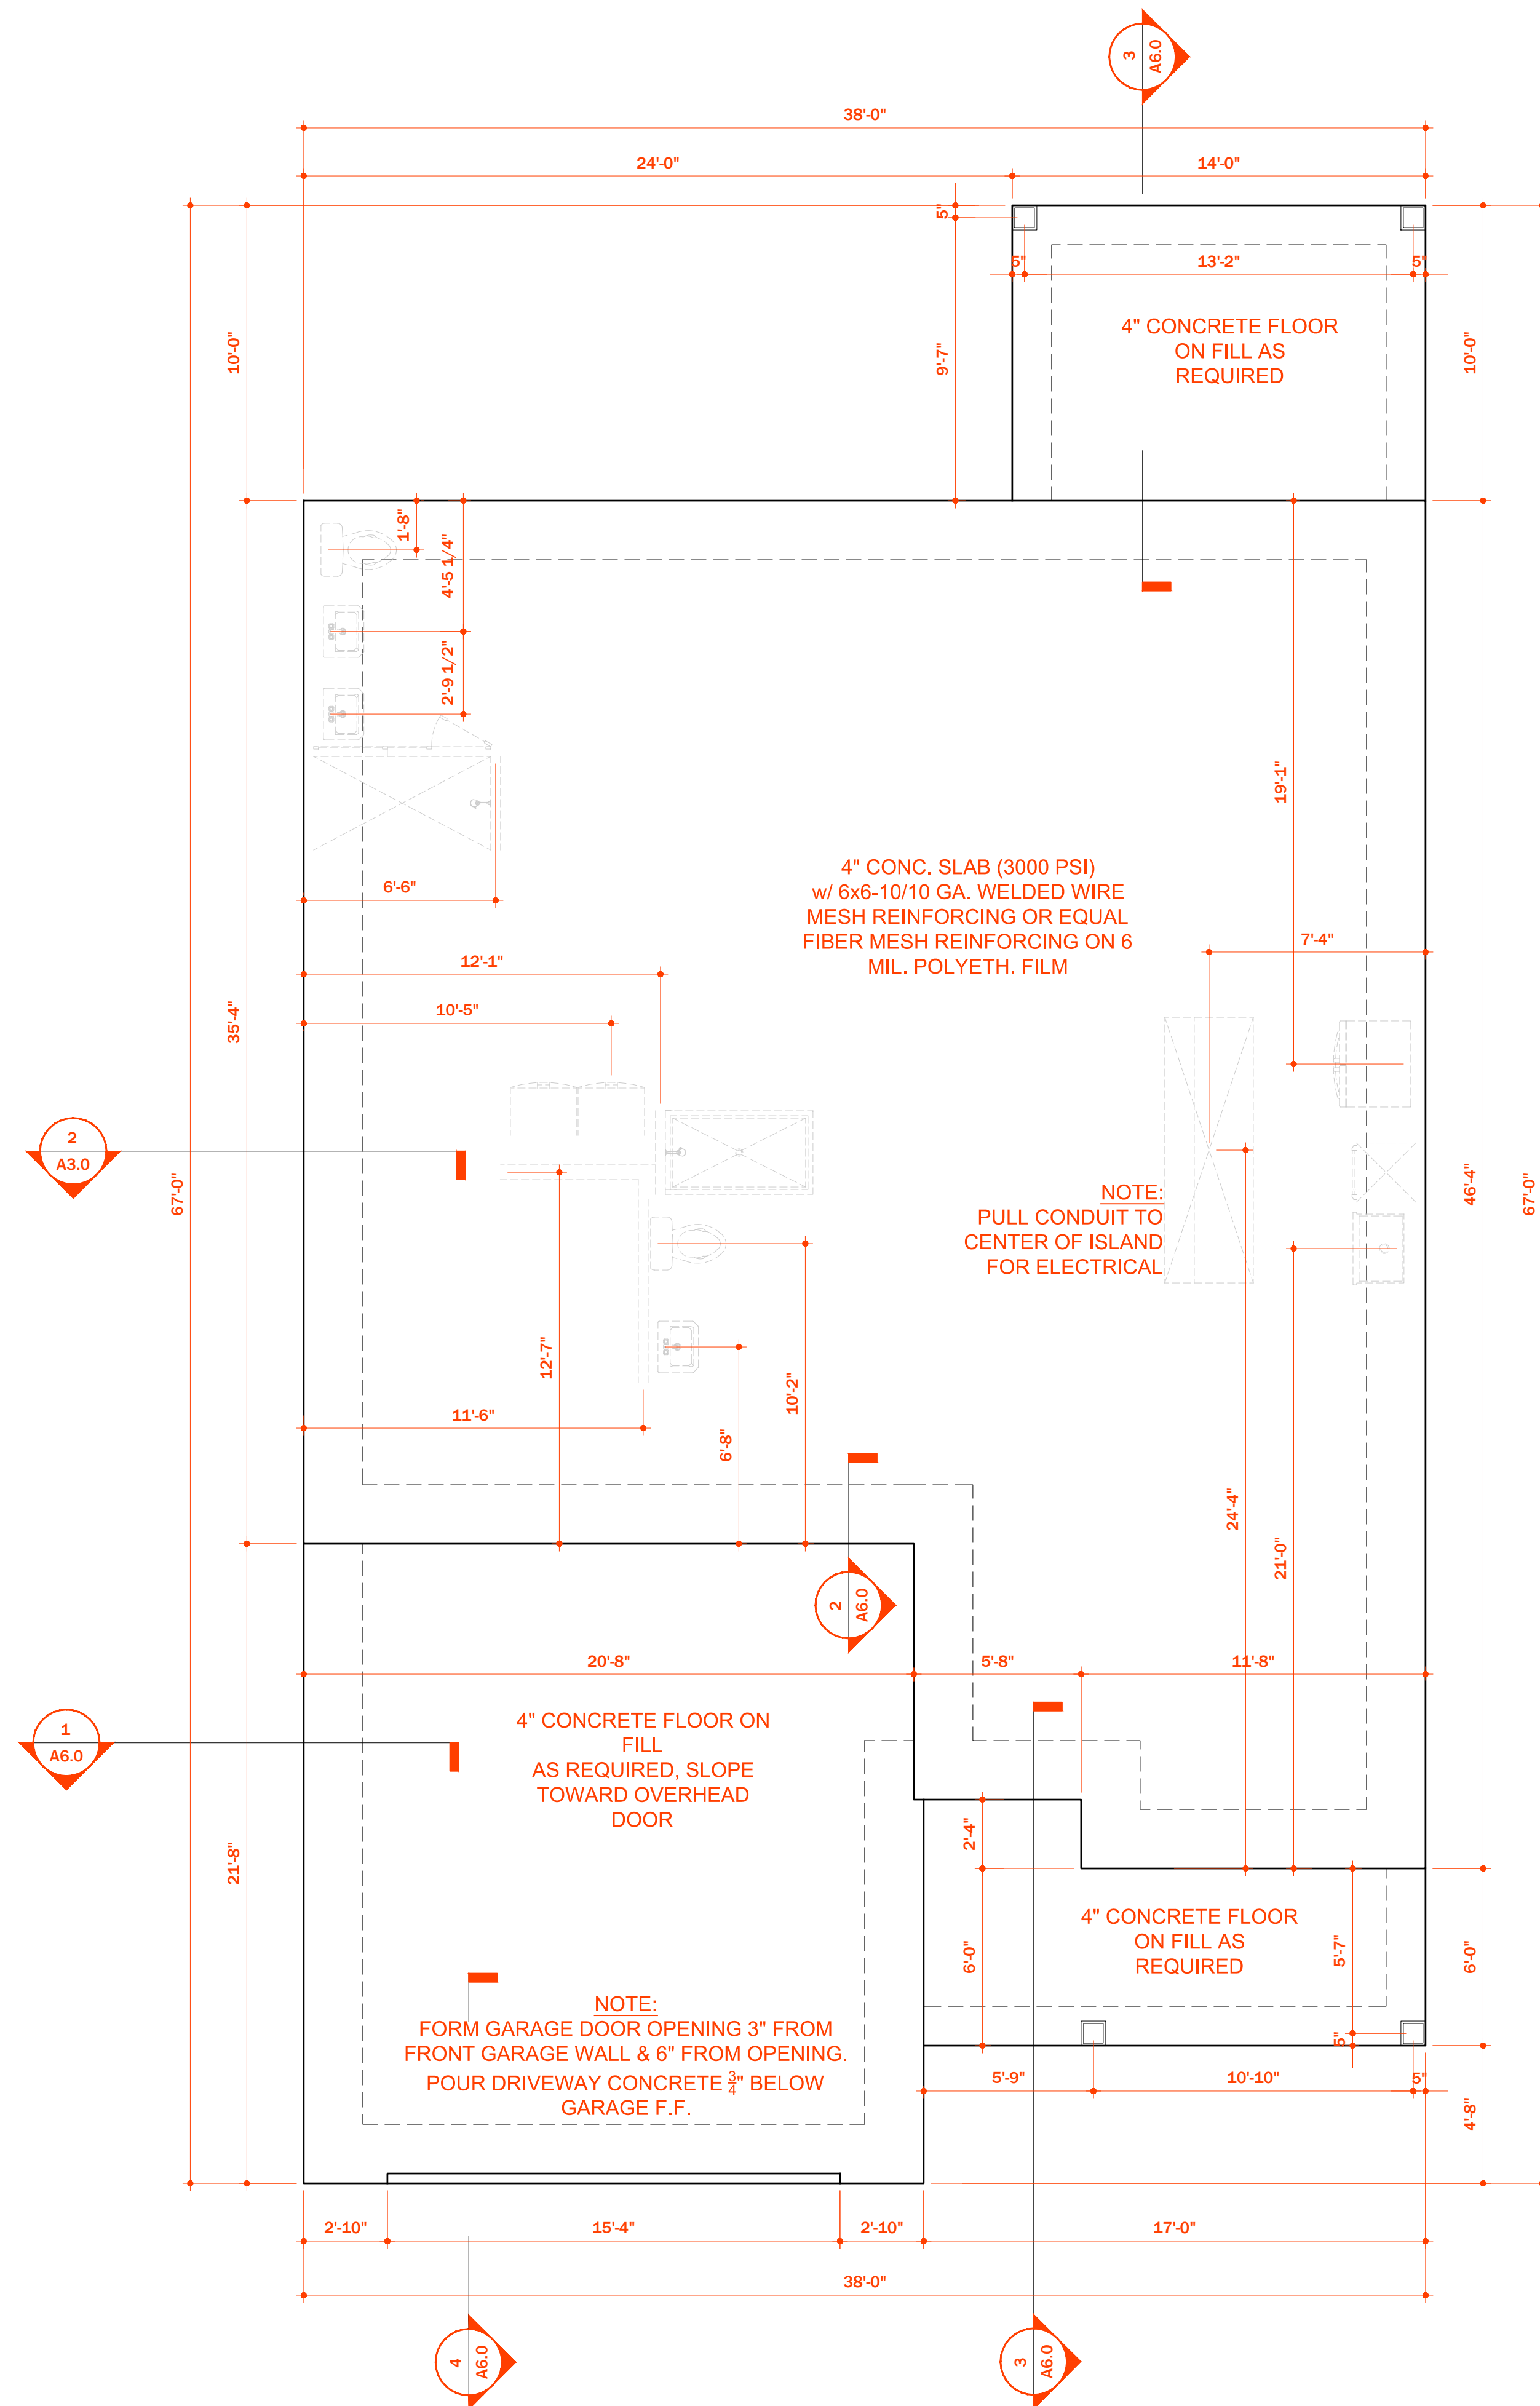 3
A6.0
38'-0"
24'-0"
14'-0"
5"
5"
13'-2"
5"
4" CONCRETE FLOOR
ON FILL AS
REQUIRED
10'-0"
9'-7"
10'-0"
1'-8"
4'-5 1/4"
2'-9 1/2"
19'-1"
4" CONC. SLAB (3000 PSI)
w/ 6x6-10/10 GA. WELDED WIRE
MESH REINFORCING OR EQUAL
FIBER MESH REINFORCING ON 6
MIL. POLYETH. FILM
6'-6"
7'-4"
12'-1"
10'-5"
35'-4"
2
A3.0
67'-0"
46'-4"
67'-0"
NOTE:
PULL CONDUIT TO
CENTER OF ISLAND
FOR ELECTRICAL
12'-7"
10'-2"
11'-6"
6'-8"
24'-4"
21'-0"
2
A6.0
20'-8"
5'-8"
11'-8"
1
A6.0
4" CONCRETE FLOOR ON
FILL
AS REQUIRED, SLOPE
TOWARD OVERHEAD
DOOR
21'-8"
2'-4"
6'-0"
4" CONCRETE FLOOR
ON FILL AS
REQUIRED
5'-7"
6'-0"
5"
NOTE:
FORM GARAGE DOOR OPENING 3" FROM
FRONT GARAGE WALL & 6" FROM OPENING.
POUR DRIVEWAY CONCRETE 3/4" BELOW
GARAGE F.F.
5'-9"
10'-10"
5"
4'-8"
2'-10"
15'-4"
2'-10"
17'-0"
38'-0"
4
A6.0
3
A6.0